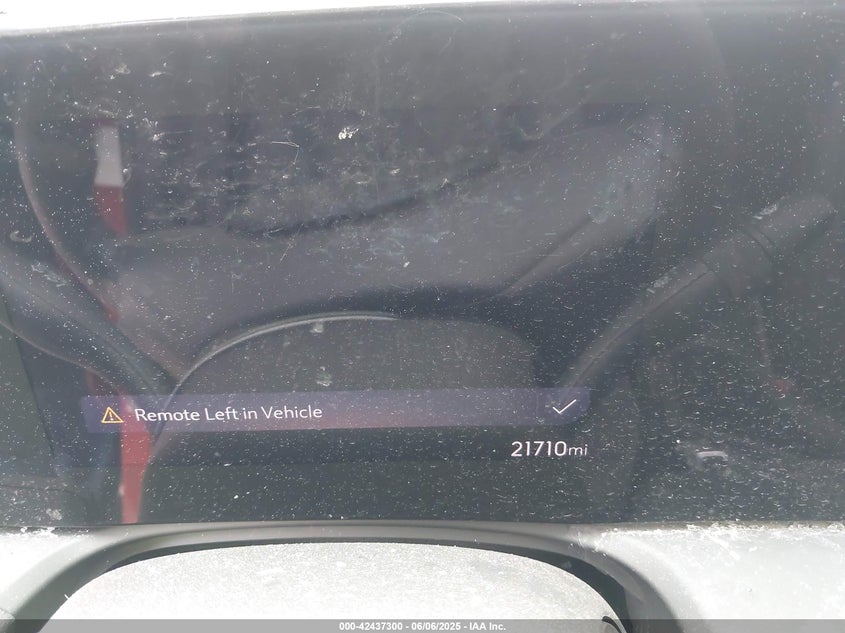 Remote Left in Vehicle
21710mi
000-42437300 - 06/06/2025 - IAA Inc.